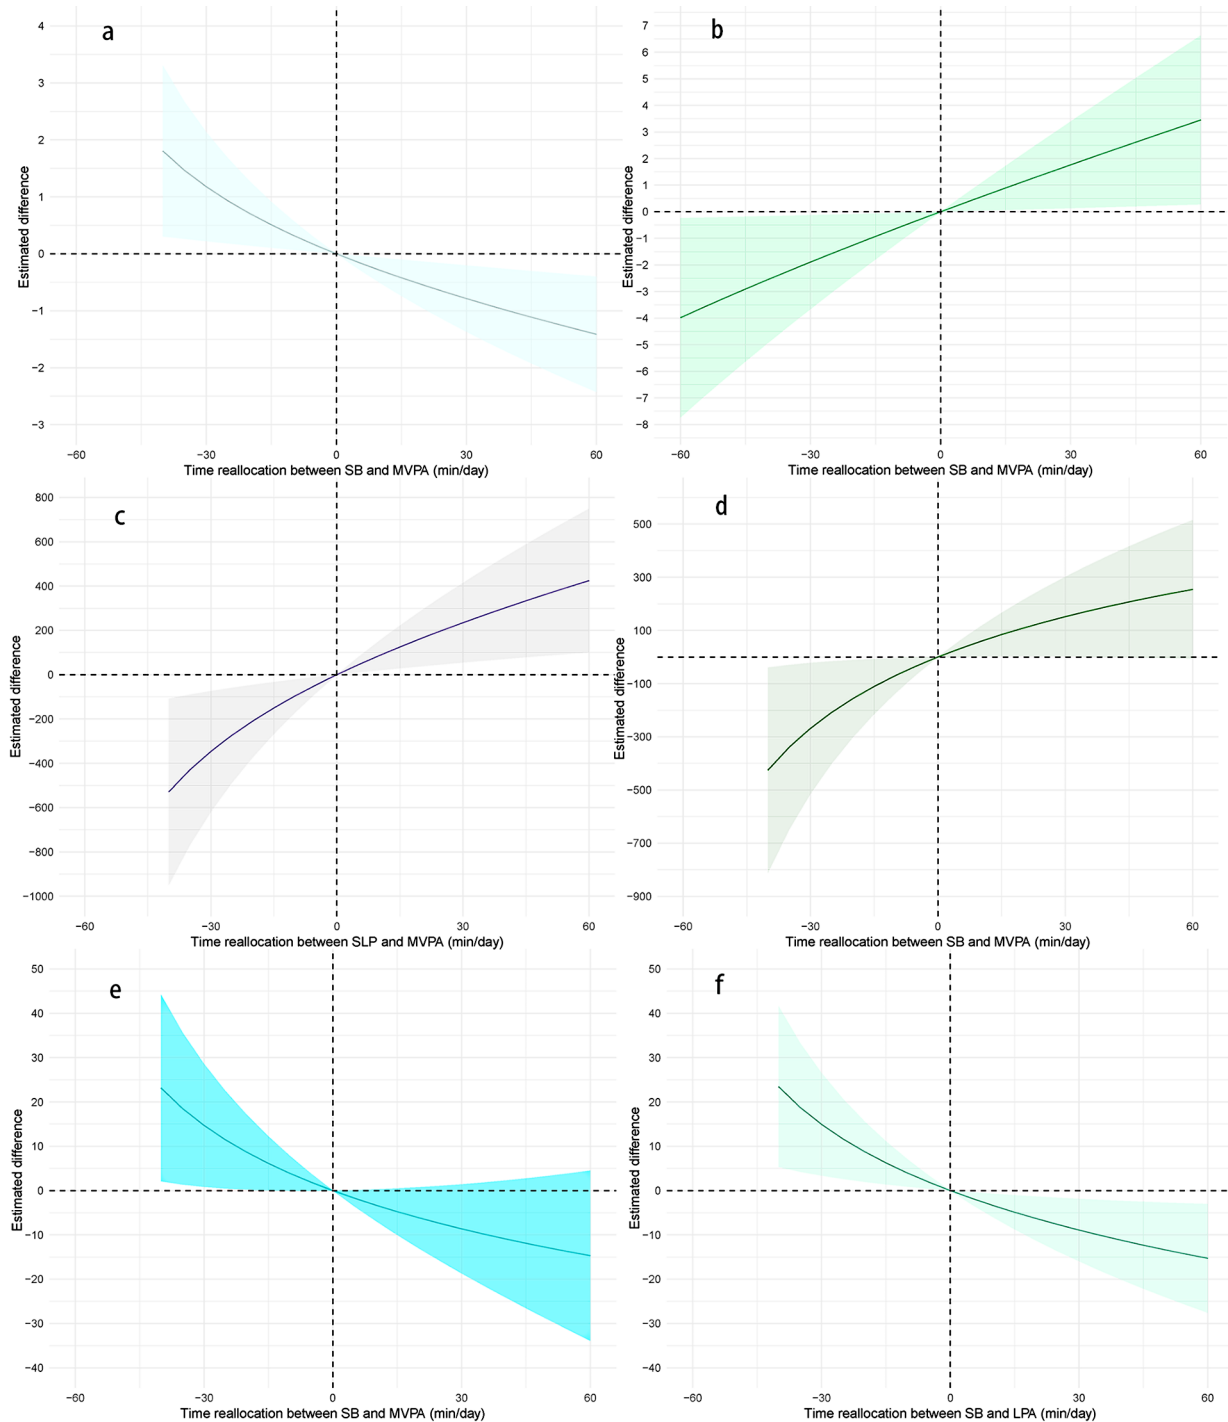 a
4
3
2
1
0
−1
−2
−3
Estimated difference
−60 −30 0 30 60
Time reallocation between SB and MVPA (min/day)
b
7
6
5
4
3
2
1
0
−1
−2
−3
−4
−5
−6
−7
−8
Estimated difference
−60 −30 0 30 60
Time reallocation between SB and MVPA (min/day)
c
800
600
400
200
0
−200
−400
−600
−800
−1000
Estimated difference
−60 −30 0 30 60
Time reallocation between SLP and MVPA (min/day)
d
500
300
100
−100
−300
−500
−700
−900
Estimated difference
−60 −30 0 30 60
Time reallocation between SB and MVPA (min/day)
e
50
40
30
20
10
0
−10
−20
−30
−40
Estimated difference
−60 −30 0 30 60
Time reallocation between SB and MVPA (min/day)
f
50
40
30
20
10
0
−10
−20
−30
−40
Estimated difference
−60 −30 0 30 60
Time reallocation between SB and LPA (min/day)